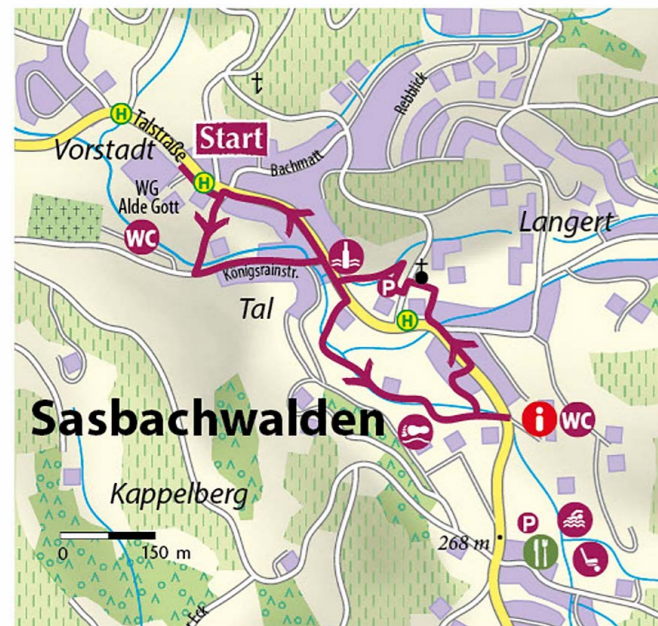 H
Talstraße
Start
Vorstadt
H
WG
Alde Gott
Bachmatt
Rebblick
WC
Langert
Königsrainstr.
P
Tal
H
Sasbachwalden
i
WC
Kappelberg
P
268 m
0 150 m